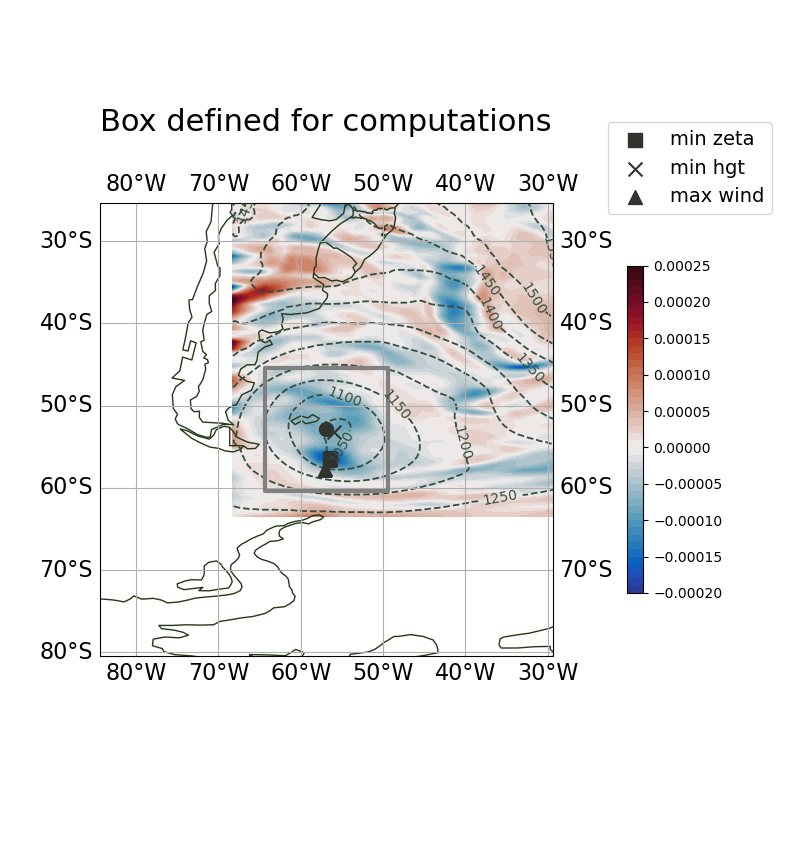 Box defined for computations
min zeta
min hgt
max wind
80°W 70°W 60°W 50°W 40°W 30°W
30°S 30°S
40°S 40°S
50°S 50°S
60°S 60°S
70°S 70°S
80°S
80°W 70°W 60°W 50°W 40°W 30°W
1450
1500
1400
1350
1100
1150
1200
1250
0.00025
0.00020
0.00015
0.00010
0.00005
0.00000
−0.00005
−0.00010
−0.00015
−0.00020